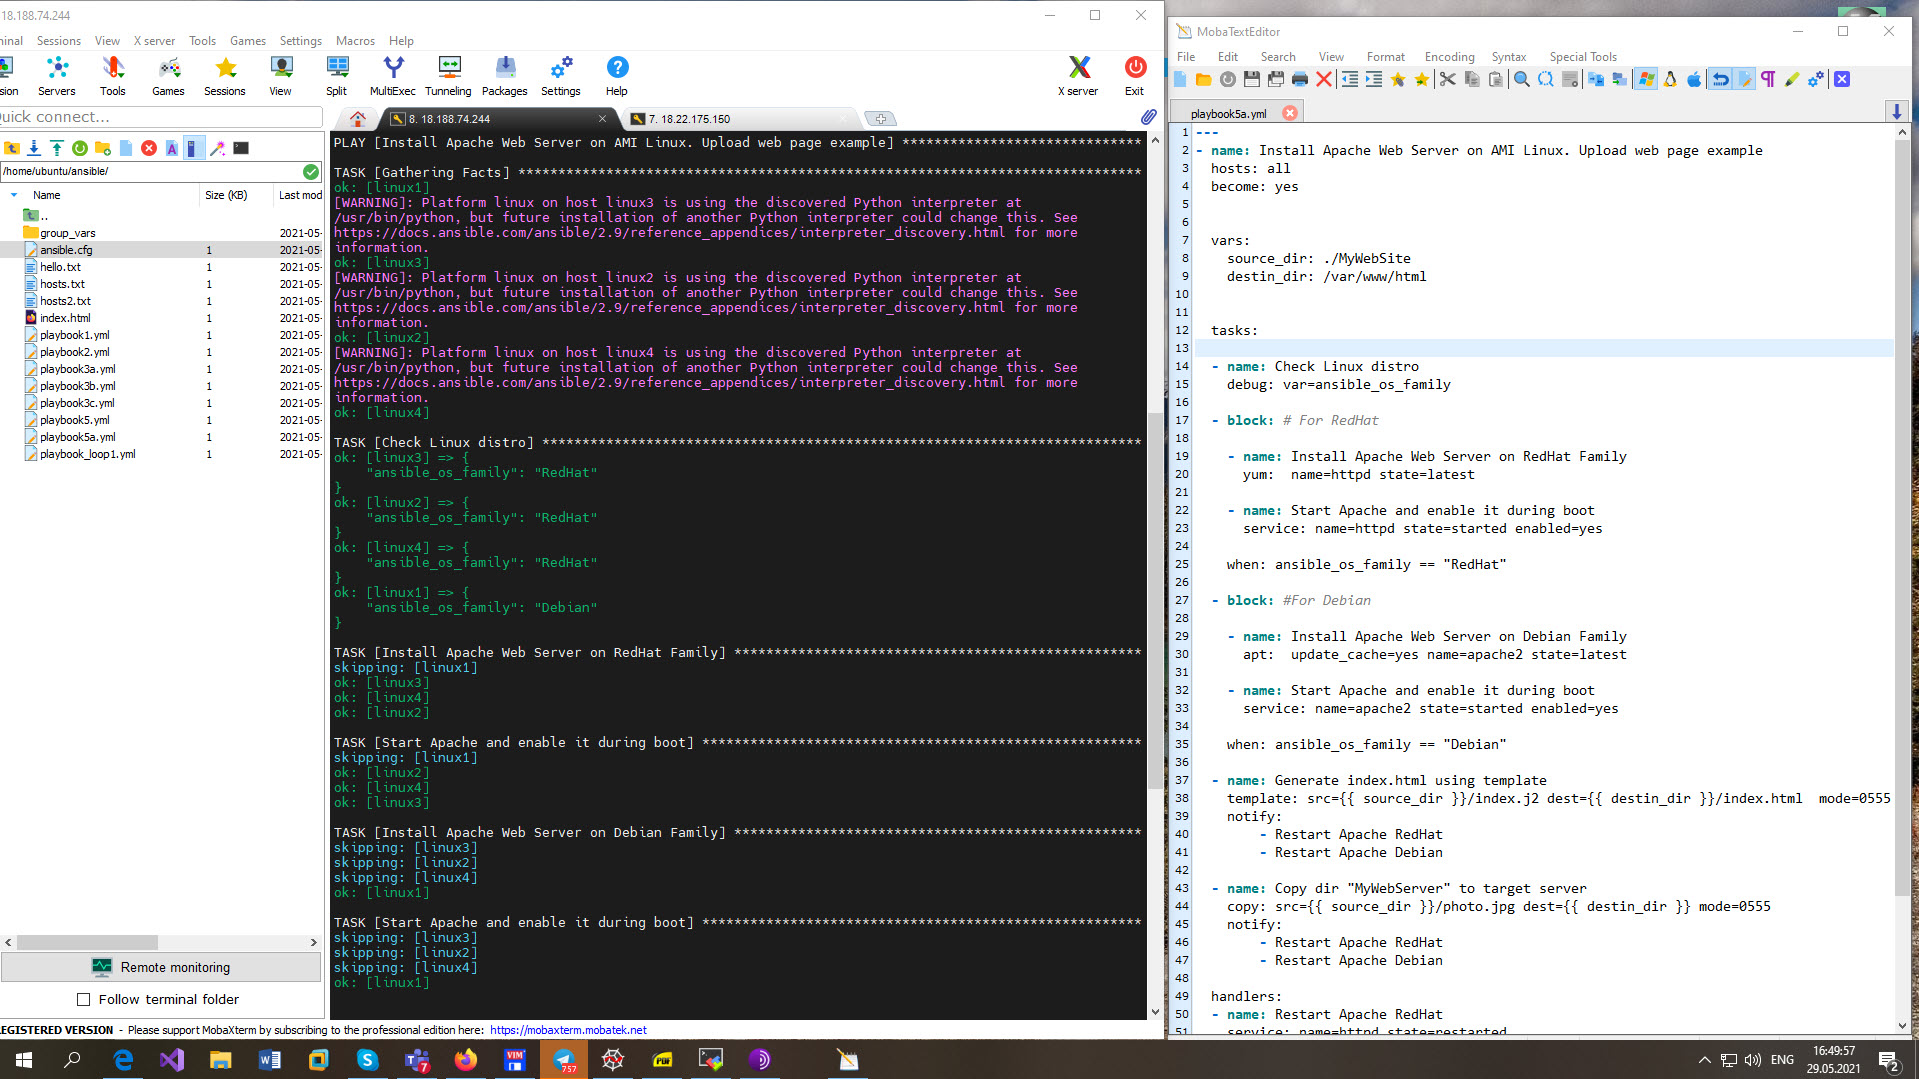 18.188.74.244
ninal Sessions View X server Tools Games Settings Macros Help
sion Servers Tools Games Sessions View Split MultiExec Tunneling Packages Settings Help X server Exit
uick connect...
8. 18.188.74.244
7. 18.22.175.150
/home/ubuntu/ansible/
Name Size (KB) Last mod
..
group_vars 2021-05-
ansible.cfg 1 2021-05-
hello.txt 1 2021-05-
hosts.txt 1 2021-05-
hosts2.txt 1 2021-05-
index.html 1 2021-05-
playbook1.yml 1 2021-05-
playbook2.yml 1 2021-05-
playbook3a.yml 1 2021-05-
playbook3b.yml 1 2021-05-
playbook3c.yml 1 2021-05-
playbook5.yml 1 2021-05-
playbook5a.yml 1 2021-05-
playbook_loop1.yml 1 2021-05-
Remote monitoring
Follow terminal folder
PLAY [Install Apache Web Server on AMI Linux. Upload web page example] ******************************
TASK [Gathering Facts] ******************************************************************************
ok: [linux1]
[WARNING]: Platform linux on host linux3 is using the discovered Python interpreter at
/usr/bin/python, but future installation of another Python interpreter could change this. See
https://docs.ansible.com/ansible/2.9/reference_appendices/interpreter_discovery.html for more
information.
ok: [linux3]
[WARNING]: Platform linux on host linux2 is using the discovered Python interpreter at
/usr/bin/python, but future installation of another Python interpreter could change this. See
https://docs.ansible.com/ansible/2.9/reference_appendices/interpreter_discovery.html for more
information.
ok: [linux2]
[WARNING]: Platform linux on host linux4 is using the discovered Python interpreter at
/usr/bin/python, but future installation of another Python interpreter could change this. See
https://docs.ansible.com/ansible/2.9/reference_appendices/interpreter_discovery.html for more
information.
ok: [linux4]
TASK [Check Linux distro] ***************************************************************************
ok: [linux3] => {
"ansible_os_family": "RedHat"
}
ok: [linux2] => {
"ansible_os_family": "RedHat"
}
ok: [linux4] => {
"ansible_os_family": "RedHat"
}
ok: [linux1] => {
"ansible_os_family": "Debian"
}
TASK [Install Apache Web Server on RedHat Family] ***************************************************
skipping: [linux1]
ok: [linux3]
ok: [linux4]
ok: [linux2]
TASK [Start Apache and enable it during boot] *******************************************************
skipping: [linux1]
ok: [linux2]
ok: [linux4]
ok: [linux3]
TASK [Install Apache Web Server on Debian Family] ***************************************************
skipping: [linux3]
skipping: [linux2]
skipping: [linux4]
ok: [linux1]
TASK [Start Apache and enable it during boot] *******************************************************
skipping: [linux3]
skipping: [linux2]
skipping: [linux4]
ok: [linux1]
EGISTERED VERSION - Please support MobaXterm by subscribing to the professional edition here: https://mobaxterm.mobatek.net
MobaTextEditor
File Edit Search View Format Encoding Syntax Special Tools
playbook5a.yml
1 ---
2 - name: Install Apache Web Server on AMI Linux. Upload web page example
3 hosts: all
4 become: yes
5
6
7 vars:
8 source_dir: ./MyWebSite
9 destin_dir: /var/www/html
10
11
12 tasks:
13
14 - name: Check Linux distro
15 debug: var=ansible_os_family
16
17 - block: # For RedHat
18
19 - name: Install Apache Web Server on RedHat Family
20 yum: name=httpd state=latest
21
22 - name: Start Apache and enable it during boot
23 service: name=httpd state=started enabled=yes
24
25 when: ansible_os_family == "RedHat"
26
27 - block: #For Debian
28
29 - name: Install Apache Web Server on Debian Family
30 apt: update_cache=yes name=apache2 state=latest
31
32 - name: Start Apache and enable it during boot
33 service: name=apache2 state=started enabled=yes
34
35 when: ansible_os_family == "Debian"
36
37 - name: Generate index.html using template
38 template: src={{ source_dir }}/index.j2 dest={{ destin_dir }}/index.html mode=0555
39 notify:
40 - Restart Apache RedHat
41 - Restart Apache Debian
42
43 - name: Copy dir "MyWebServer" to target server
44 copy: src={{ source_dir }}/photo.jpg dest={{ destin_dir }} mode=0555
45 notify:
46 - Restart Apache RedHat
47 - Restart Apache Debian
48
49 handlers:
50 - name: Restart Apache RedHat
51 service: name=httpd state=restarted
757
7
VIM
PDF
ENG
16:49:57
29.05.2021
2